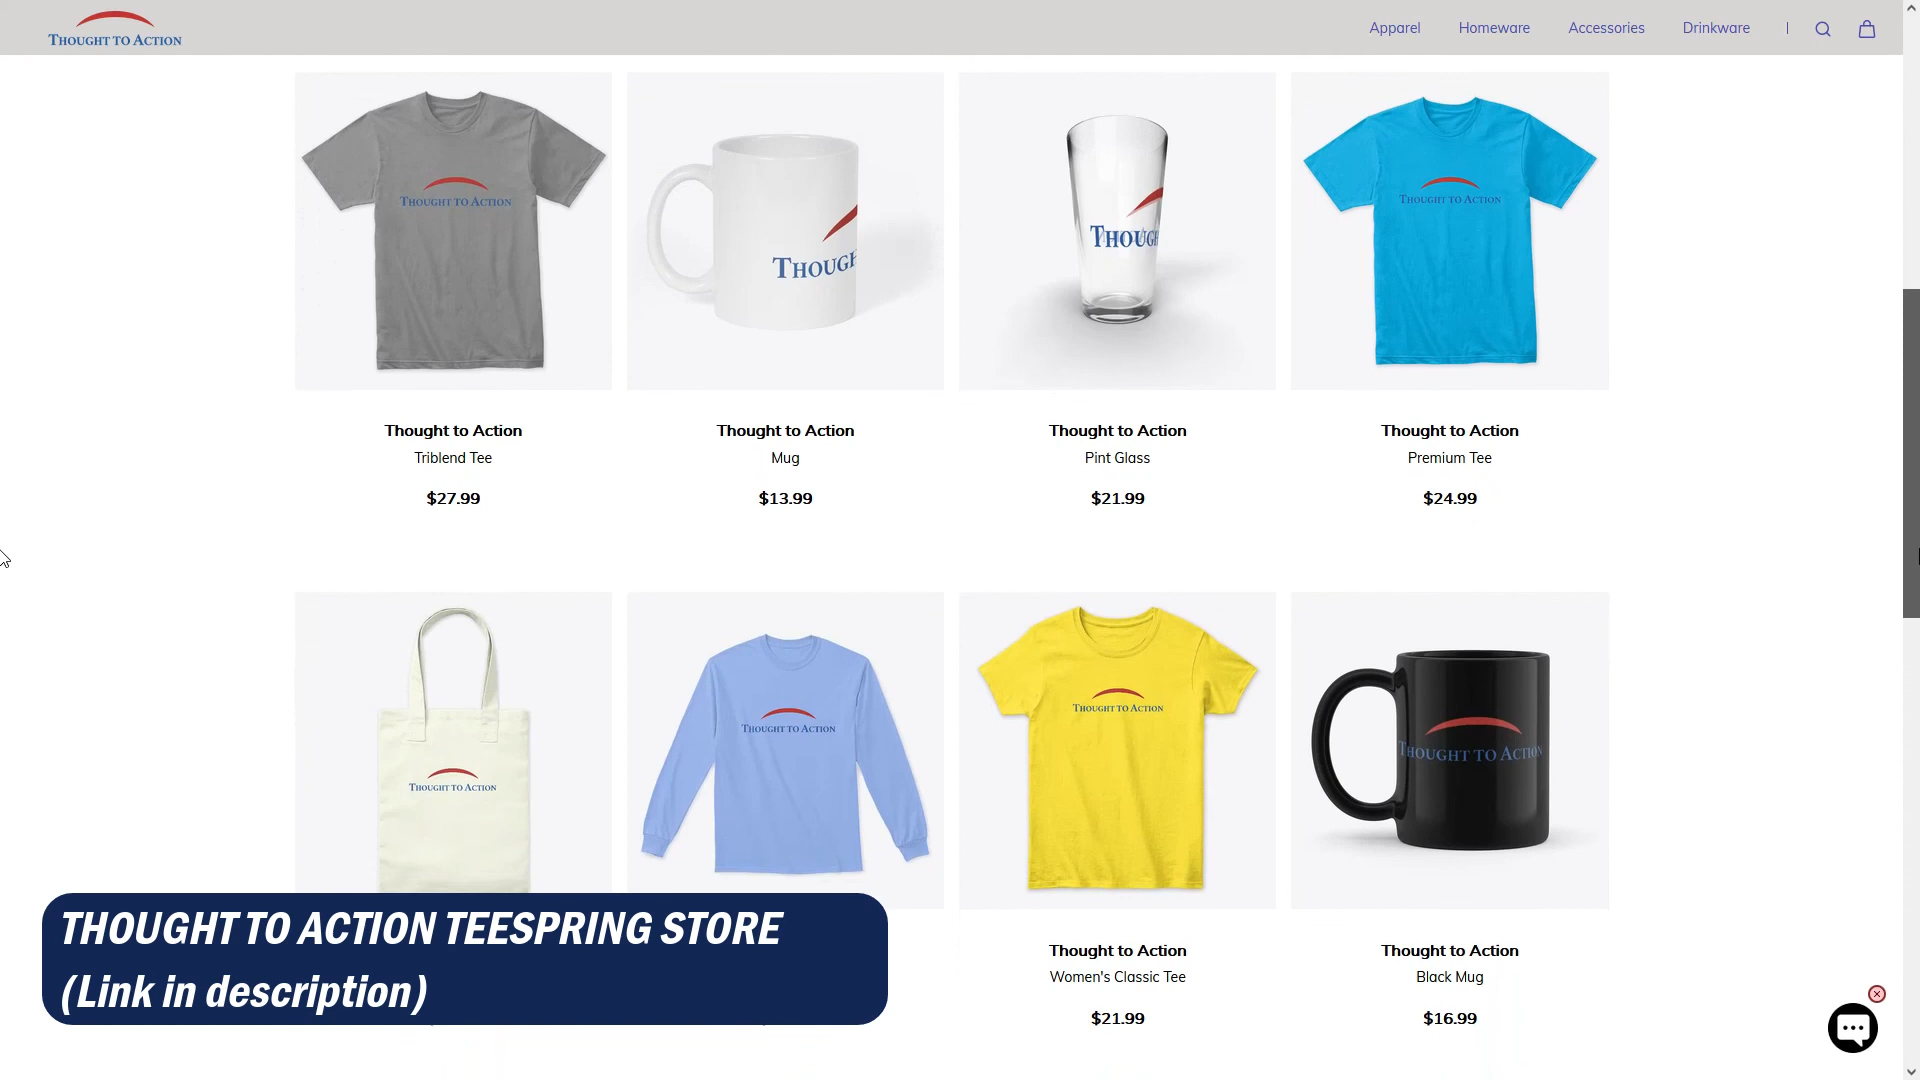 THOUGHT TO ACTION
Apparel
Homeware
Accessories
Drinkware
THOUGHT TO ACTION
THOUGH
THOUG
THOUGHT TO ACTION
Thought to Action
Triblend Tee
$27.99
Thought to Action
Mug
$13.99
Thought to Action
Pint Glass
$21.99
Thought to Action
Premium Tee
$24.99
THOUGHT TO ACTION
THOUGHT TO ACTION
THOUGHT TO ACTION
THOUGHT TO ACTION
Thought to Action
Women's Classic Tee
$21.99
Thought to Action
Black Mug
$16.99
THOUGHT TO ACTION TEESPRING STORE
(Link in description)